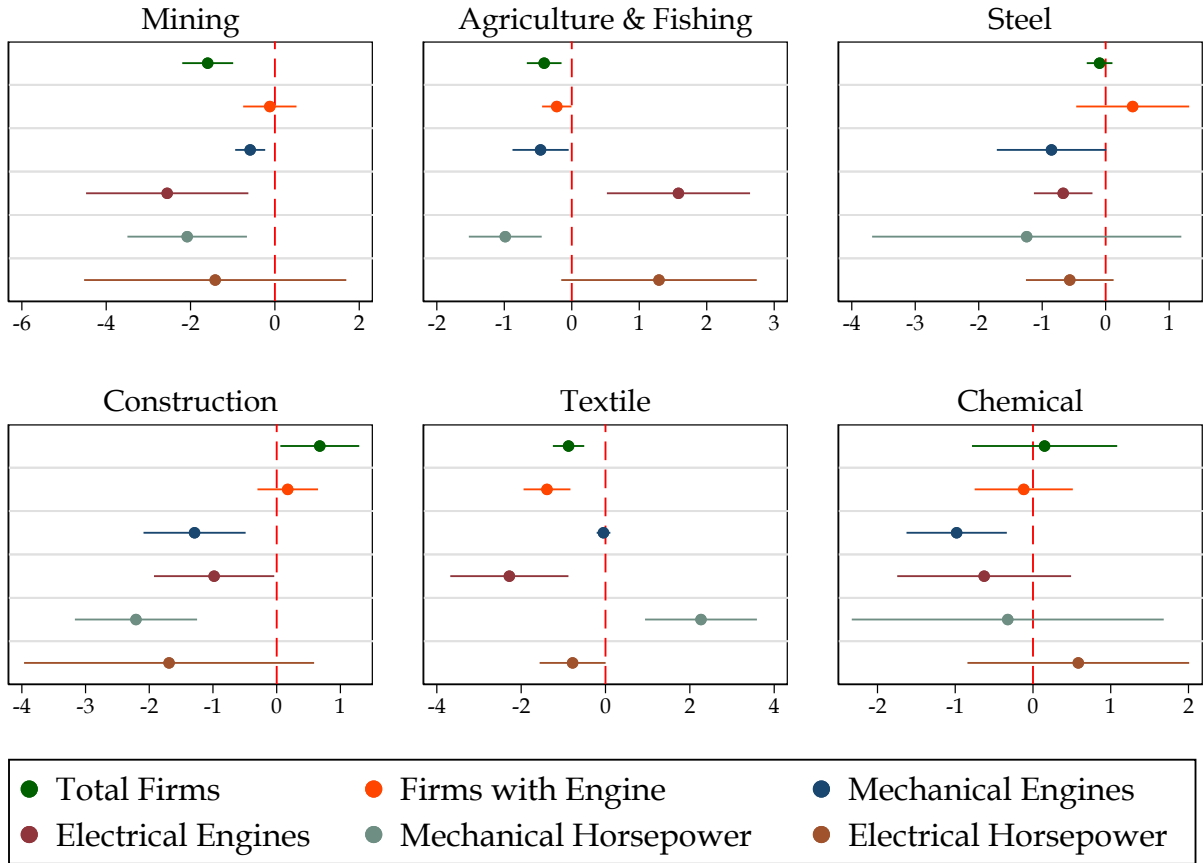 Mining Agriculture & Fishing Steel
-6 -4 -2 0 2 -2 -1 0 1 2 3 -4 -3 -2 -1 0 1
Construction Textile Chemical
-4 -3 -2 -1 0 1 -4 -2 0 2 4 -2 -1 0 1 2
Total Firms Firms with Engine Mechanical Engines
Electrical Engines Mechanical Horsepower Electrical Horsepower